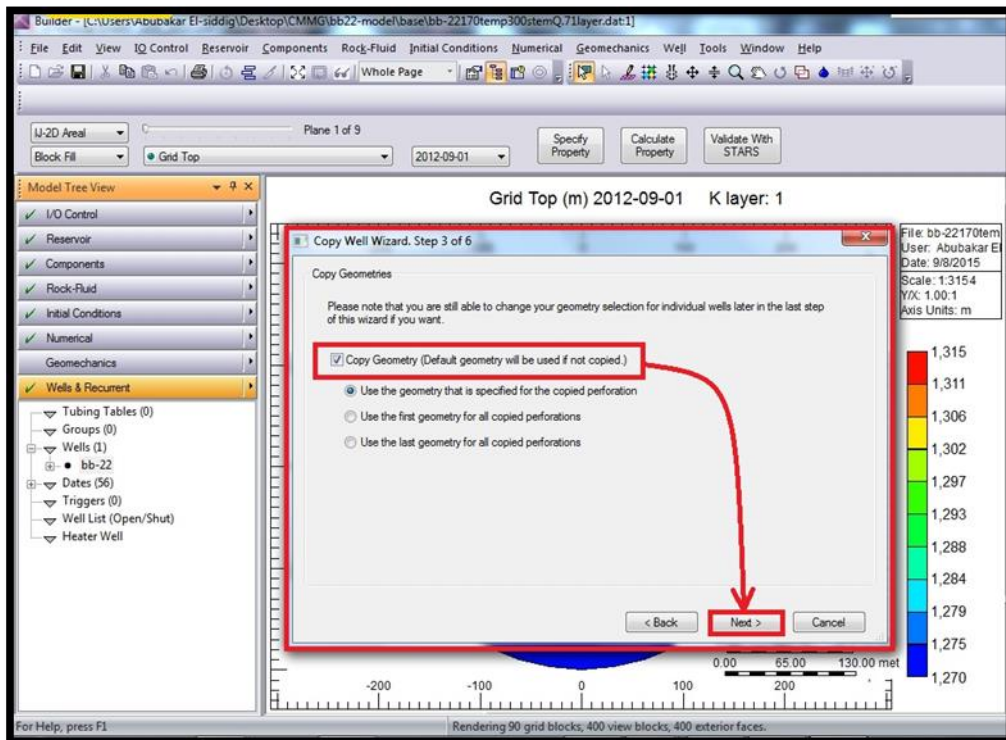 Builder - [C:\Users\Abubakar El-siddig\Desktop\CMMG\bb22-model\base\bb-22170temp300stemQ.71layer.dat:1]
File Edit View IO Control Reservoir Components Rock-Fluid Initial Conditions Numerical Geomechanics Well Tools Window Help
Whole Page
IJ-2D Areal
Plane 1 of 9
Block Fill
Grid Top
2012-09-01
Specify Property
Calculate Property
Validate With STARS
Model Tree View
I/O Control
Reservoir
Components
Rock-Fluid
Initial Conditions
Numerical
Geomechanics
Wells & Recurrent
Tubing Tables (0)
Groups (0)
Wells (1)
bb-22
Dates (56)
Triggers (0)
Well List (Open/Shut)
Heater Well
Grid Top (m) 2012-09-01 K layer: 1
File: bb-22170tem
User: Abubakar El
Date: 9/8/2015
Scale: 1:3154
Y/X: 1.00:1
Axis Units: m
Copy Well Wizard. Step 3 of 6
Copy Geometries
Please note that you are still able to change your geometry selection for individual wells later in the last step
of this wizard if you want.
Copy Geometry (Default geometry will be used if not copied.)
Use the geometry that is specified for the copied perforation
Use the first geometry for all copied perforations
Use the last geometry for all copied perforations
< Back
Next >
Cancel
1,315
1,311
1,306
1,302
1,297
1,293
1,288
1,284
1,279
1,275
1,270
0.00 65.00 130.00 met
-200 -100 0 100 200
For Help, press F1
Rendering 90 grid blocks, 400 view blocks, 400 exterior faces.